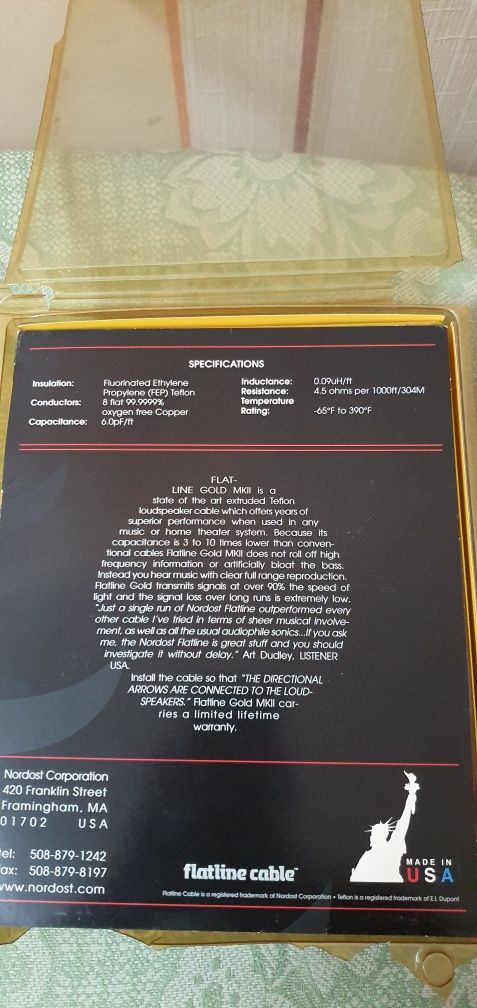 SPECIFICATIONS
Insulation: Fluorinated Ethylene
Propylene (FEP) Teflon
Conductors: 8 flat 99.9999%
oxygen free Copper
Capacitance: 6.0pF/ft
Inductance: 0.09uH/ft
Resistance: 4.5 ohms per 1000ft/304M
Temperature
Rating: -65°F to 390°F
FLAT-
LINE GOLD MKII is a
state of the art extruded Teflon
loudspeaker cable which offers years of
superior performance when used in any
music or home theater system. Because its
capacitance is 3 to 10 times lower than conven-
tional cables Flatline Gold MKII does not roll off high
frequency information or artificially bloat the bass.
Instead you hear music with clear full range reproduction.
Flatline Gold transmits signals at over 90% the speed of
light and the signal loss over long runs is extremely low.
"Just a single run of Nordost Flatline outperformed every
other cable I've tried in terms of sheer musical involve-
ment, as well as all the usual audiophile sonics...If you ask
me, the Nordost Flatline is great stuff and you should
investigate it without delay." Art Dudley, LISTENER
USA.
Install the cable so that "THE DIRECTIONAL
ARROWS ARE CONNECTED TO THE LOUD-
SPEAKERS." Flatline Gold MKII car-
ries a limited lifetime
warranty.
Nordost Corporation
420 Franklin Street
Framingham, MA
01702 USA
tel: 508-879-1242
fax: 508-879-8197
www.nordost.com
flatline cable™
MADE IN
USA
Flatline Cable is a registered trademark of Nordost Corporation • Teflon is a registered trademark of E.I. Dupont